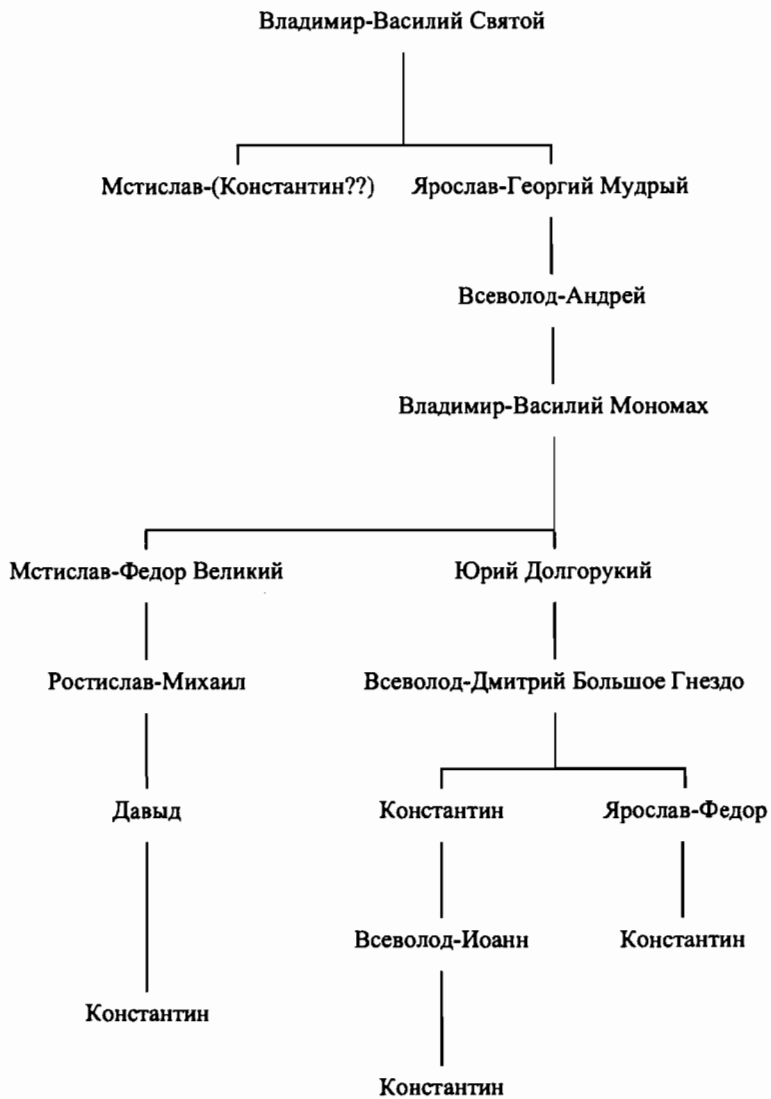 Владимир-Василий Святой
Мстислав-(Константин??) Ярослав-Георгий Мудрый
Всеволод-Андрей
Владимир-Василий Мономах
Мстислав-Федор Великий Юрий Долгорукий
Ростислав-Михаил Всеволод-Дмитрий Большое Гнездо
Давыд Константин Ярослав-Федор
Всеволод-Иоанн Константин
Константин
Константин